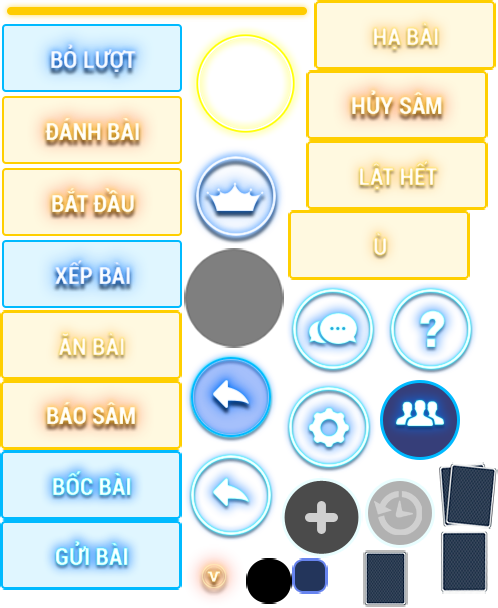 BỎ LƯỢT
ĐÁNH BÀI
BẮT ĐẦU
XẾP BÀI
ĂN BÀI
BÁO SÂM
BỐC BÀI
GỬI BÀI
HẠ BÀI
HỦY SÂM
LẬT HẾT
Ù
?
V